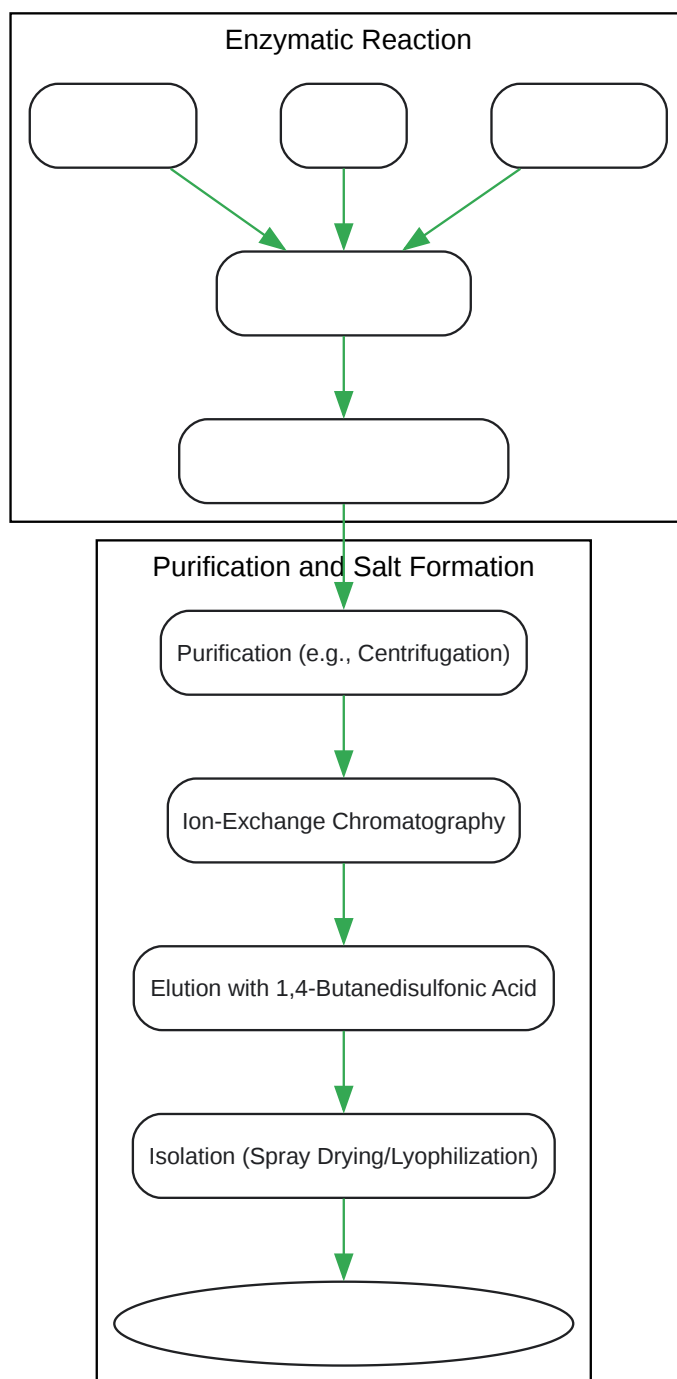 Enzymatic Reaction
Purification and Salt Formation
Purification (e.g., Centrifugation)
Ion-Exchange Chromatography
Elution with 1,4-Butanedisulfonic Acid
Isolation (Spray Drying/Lyophilization)